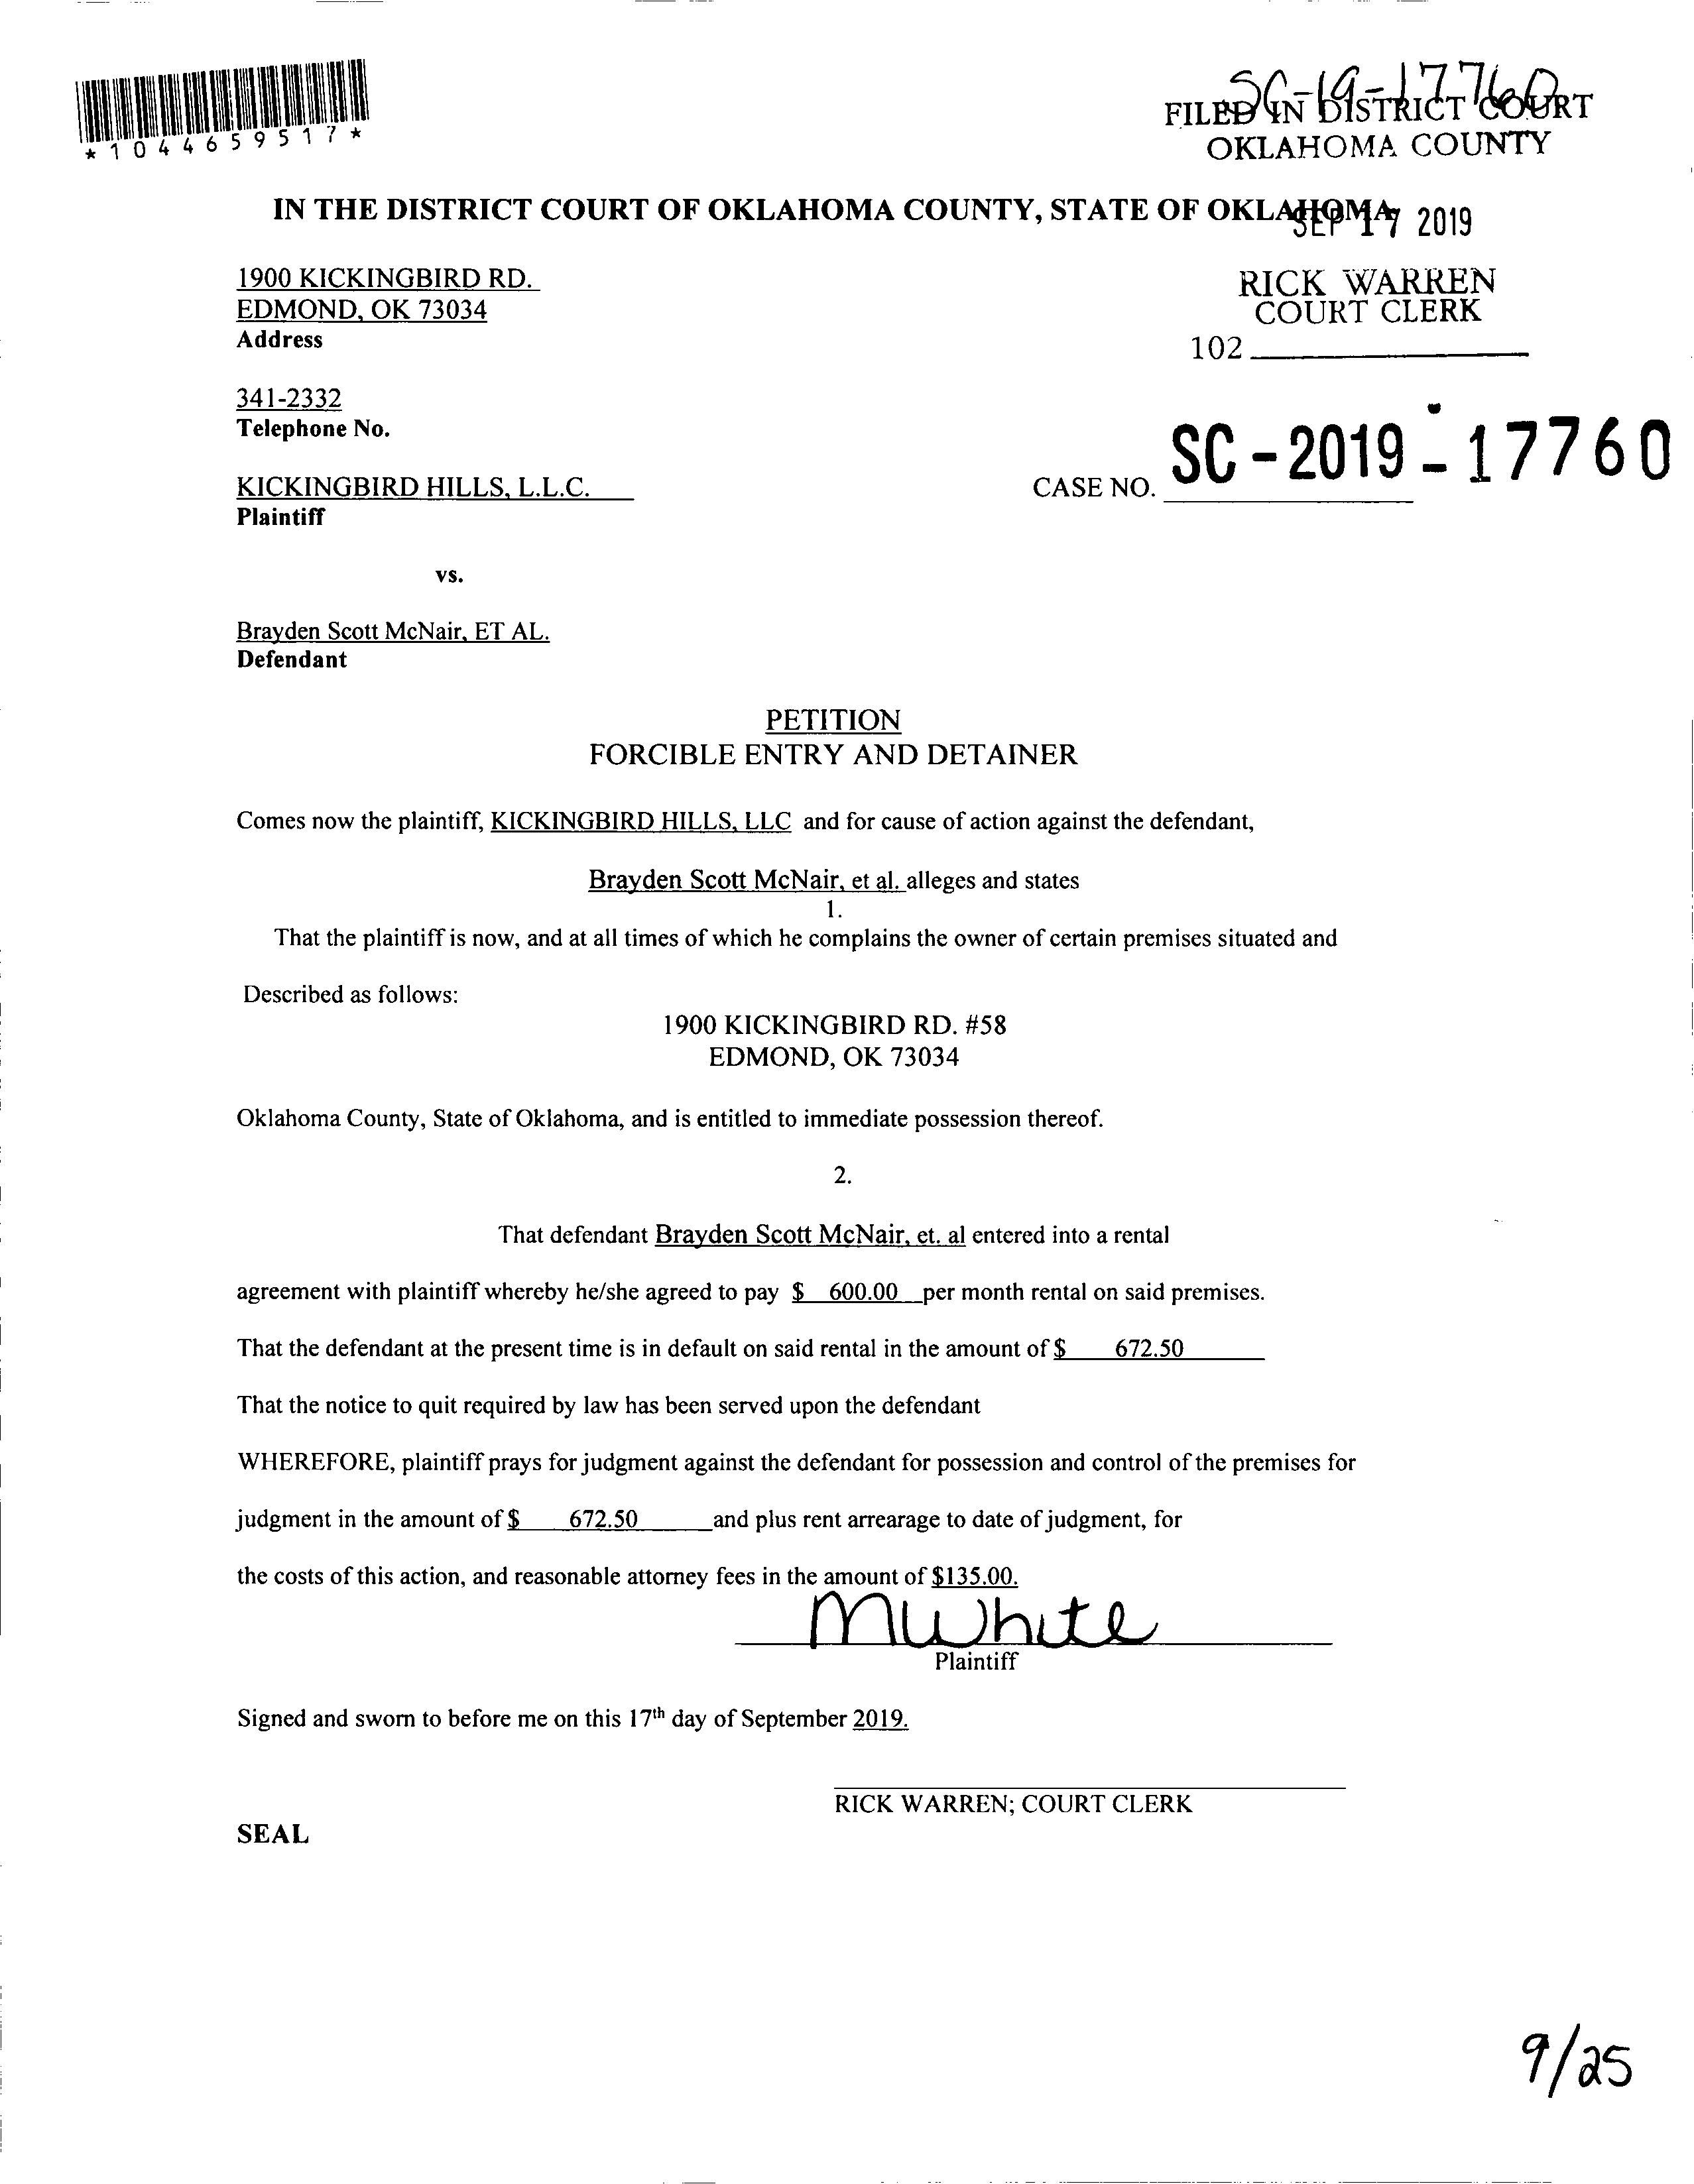 *1044659517*
SC-19-17760
FILED IN DISTRICT COURT
OKLAHOMA COUNTY
IN THE DISTRICT COURT OF OKLAHOMA COUNTY, STATE OF OKLAHOMA
SEP 17 2019
1900 KICKINGBIRD RD.
EDMOND, OK 73034
Address
RICK WARREN
COURT CLERK
102
341-2332
Telephone No.
KICKINGBIRD HILLS, L.L.C.
Plaintiff
CASE NO. SC-2019-17760
vs.
Brayden Scott McNair, ET AL.
Defendant
PETITION
FORCIBLE ENTRY AND DETAINER
Comes now the plaintiff, KICKINGBIRD HILLS, LLC and for cause of action against the defendant,
Brayden Scott McNair, et al. alleges and states
1.
That the plaintiff is now, and at all times of which he complains the owner of certain premises situated and
Described as follows:
1900 KICKINGBIRD RD. #58
EDMOND, OK 73034
Oklahoma County, State of Oklahoma, and is entitled to immediate possession thereof.
2.
That defendant Brayden Scott McNair, et. al entered into a rental
agreement with plaintiff whereby he/she agreed to pay $ 600.00 per month rental on said premises.
That the defendant at the present time is in default on said rental in the amount of $ 672.50
That the notice to quit required by law has been served upon the defendant
WHEREFORE, plaintiff prays for judgment against the defendant for possession and control of the premises for
judgment in the amount of $ 672.50 and plus rent arrearage to date of judgment, for
the costs of this action, and reasonable attorney fees in the amount of $135.00.
MWhite
Plaintiff
Signed and sworn to before me on this 17th day of September 2019.
RICK WARREN; COURT CLERK
SEAL
9/25